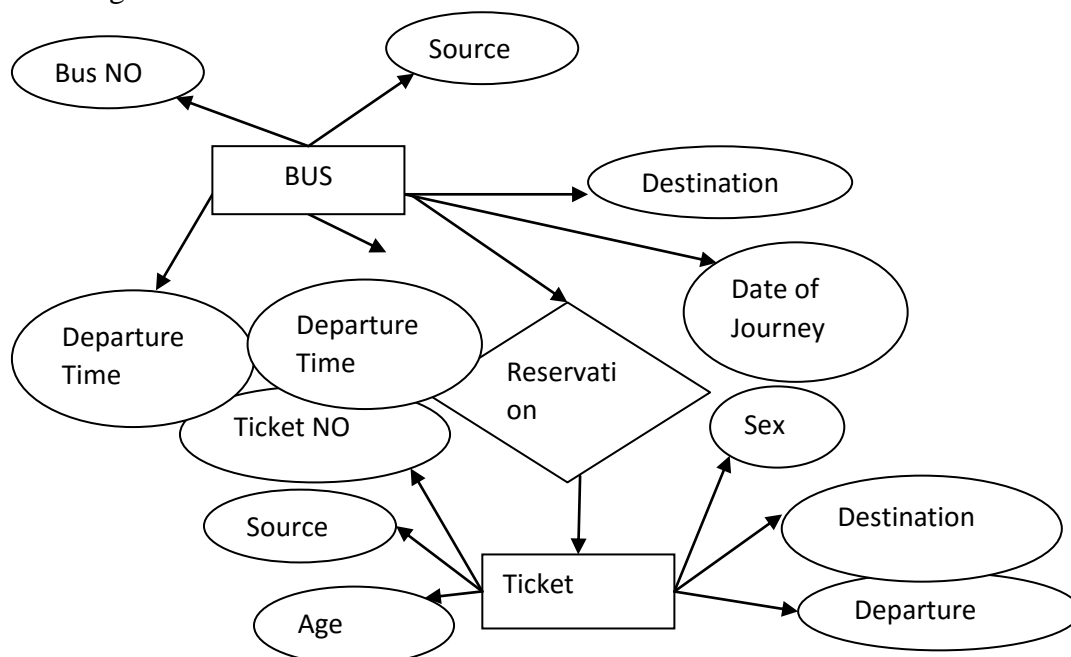 Source
Bus NO
BUS
Destination
Date of
Journey
Departure
Time
Departure
Time
Reservati
on
Ticket NO
Sex
Source
Destination
Ticket
Age
Departure